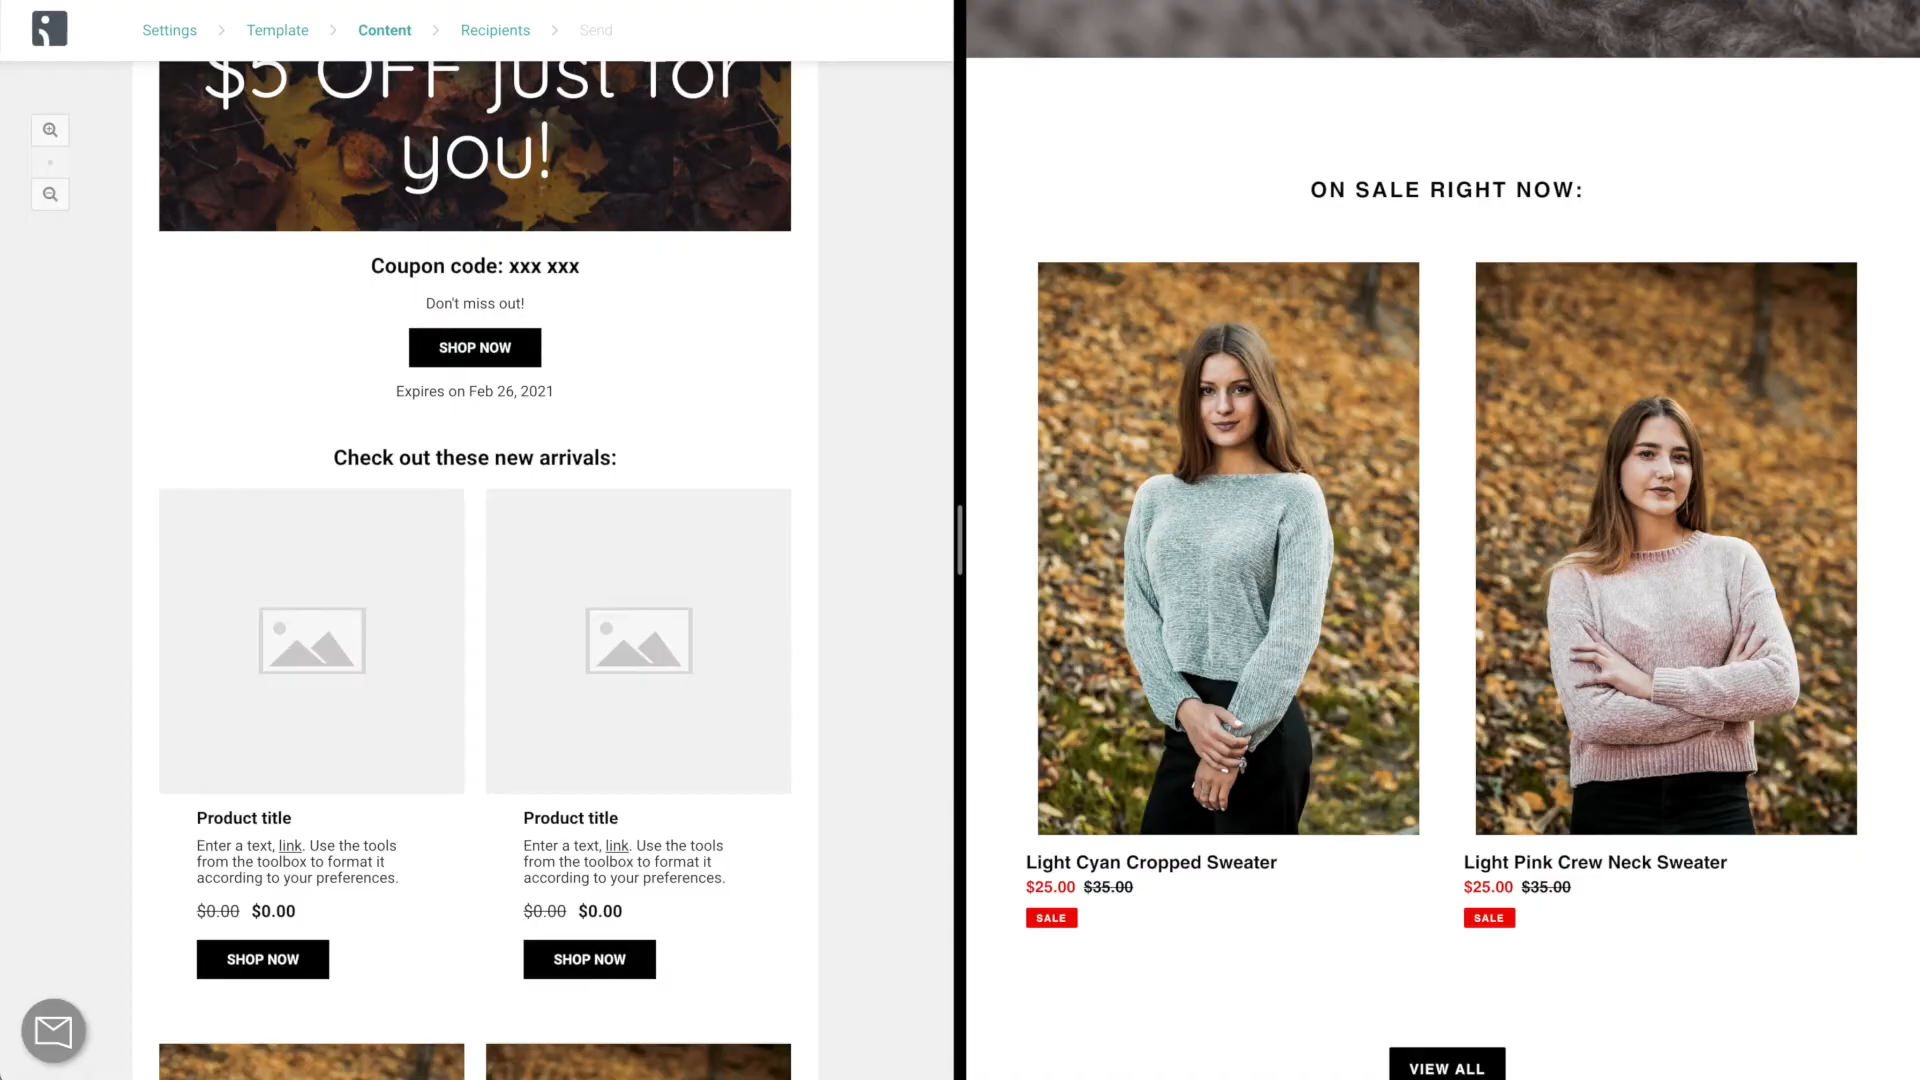 Settings
Template
Content
Recipients
Send
$5 OFF just for
you!
Coupon code: xxx xxx
Don't miss out!
SHOP NOW
Expires on Feb 26, 2021
Check out these new arrivals:
Product title
Enter a text, link. Use the tools
from the toolbox to format it
according to your preferences.
$0.00 $0.00
SHOP NOW
Product title
Enter a text, link. Use the tools
from the toolbox to format it
according to your preferences.
$0.00 $0.00
SHOP NOW
ON SALE RIGHT NOW:
Light Cyan Cropped Sweater
$25.00 $35.00
SALE
Light Pink Crew Neck Sweater
$25.00 $35.00
SALE
VIEW ALL